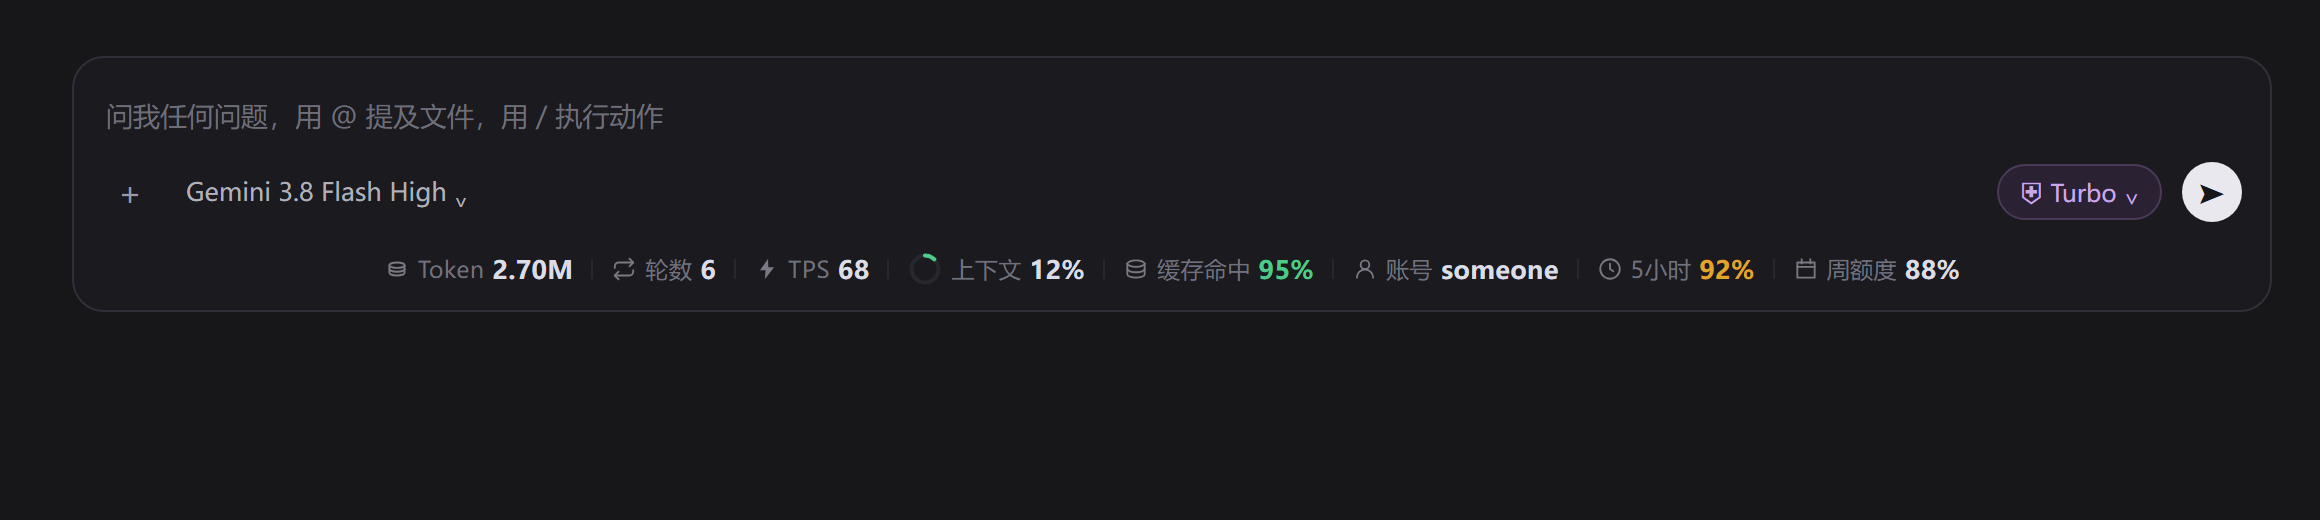 问我任何问题，用 @ 提及文件，用 / 执行动作
Gemini 3.8 Flash High
Turbo
Token 2.70M 轮数 6 TPS 68 上下文 12% 缓存命中 95% 账号 someone 5小时 92% 周额度 88%